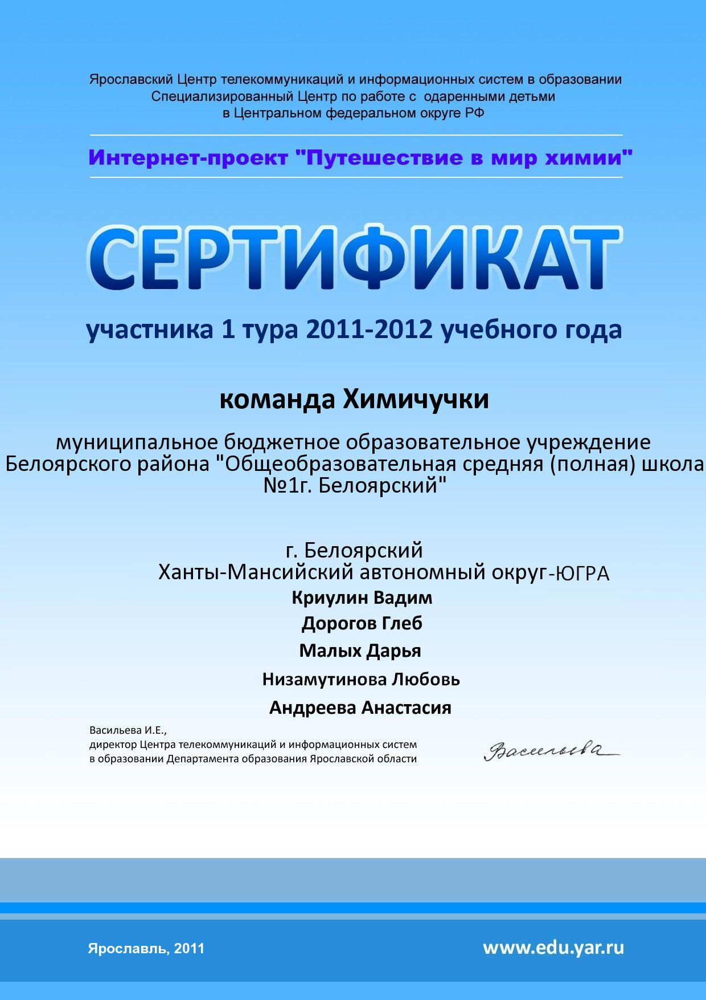 Ярославский Центр телекоммуникаций и информационных систем в образовании
Специализированный Центр по работе с одаренными детьми
в Центральном федеральном округе РФ
Интернет-проект "Путешествие в мир химии"
СЕРТИФИКАТ
участника 1 тура 2011-2012 учебного года
команда Химичучки
муниципальное бюджетное образовательное учреждение
Белоярского района "Общеобразовательная средняя (полная) школа
№1г. Белоярский"
г. Белоярский
Ханты-Мансийский автономный округ-ЮГРА
Криулин Вадим
Дорогов Глеб
Малых Дарья
Низамутинова Любовь
Андреева Анастасия
Васильева И.Е.,
директор Центра телекоммуникаций и информационных систем
в образовании Департамента образования Ярославской области
Васильева
Ярославль, 2011
www.edu.yar.ru